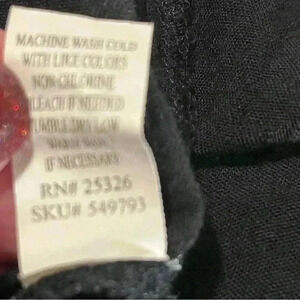 MACHINE WASH COLD
WITH LIKE COLORS
NON-CHLORINE
BLEACH IF NEEDED
TUMBLE DRY LOW
IF NECESSARY
RN# 25326
SKU# 549793